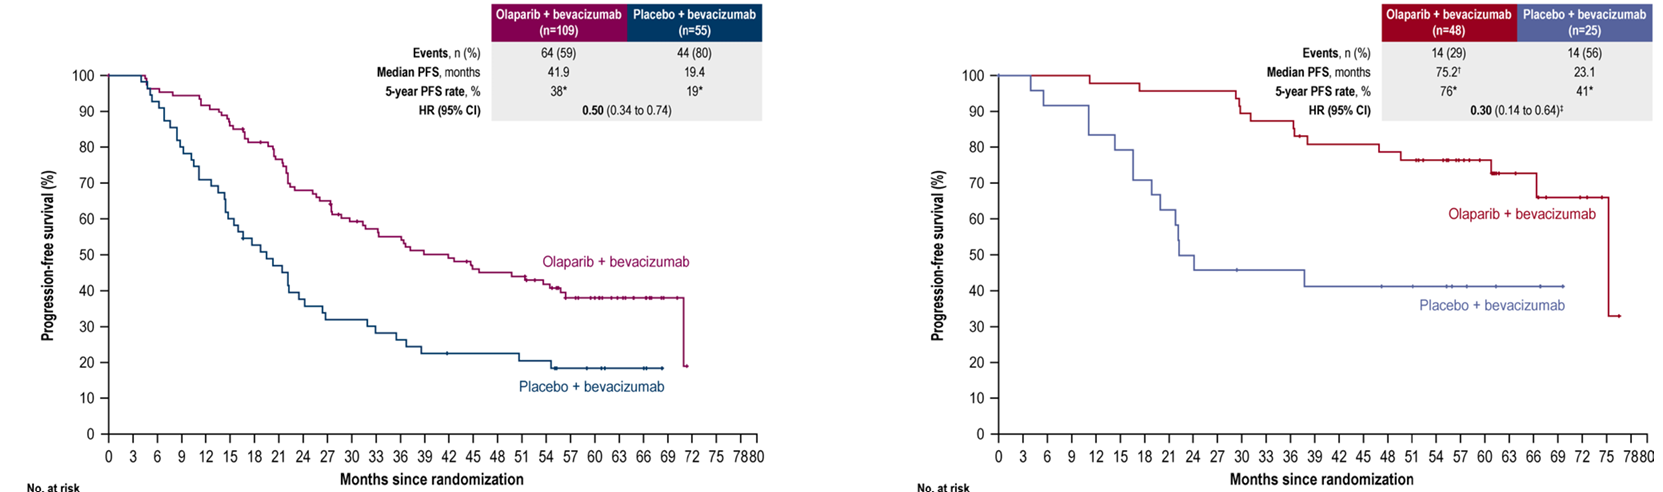 Olaparib + bevacizumab (n=109) Placebo + bevacizumab (n=55)
Events, n (%) 64 (59) 44 (80)
Median PFS, months 41.9 19.4
5-year PFS rate, % 38* 19*
HR (95% CI) 0.50 (0.34 to 0.74)
Progression-free survival (%)
100
90
80
70
60
50
40
30
20
10
0
Olaparib + bevacizumab
Placebo + bevacizumab
0 3 6 9 12 15 18 21 24 27 30 33 36 39 42 45 48 51 54 57 60 63 66 69 72 75 78 80
Months since randomization
No. at risk
Olaparib + bevacizumab (n=48) Placebo + bevacizumab (n=25)
Events, n (%) 14 (29) 14 (56)
Median PFS, months 75.2† 23.1
5-year PFS rate, % 76* 41*
HR (95% CI) 0.30 (0.14 to 0.64)‡
Progression-free survival (%)
100
90
80
70
60
50
40
30
20
10
0
Olaparib + bevacizumab
Placebo + bevacizumab
0 3 6 9 12 15 18 21 24 27 30 33 36 39 42 45 48 51 54 57 60 63 66 69 72 75 78 80
Months since randomization
No. at risk